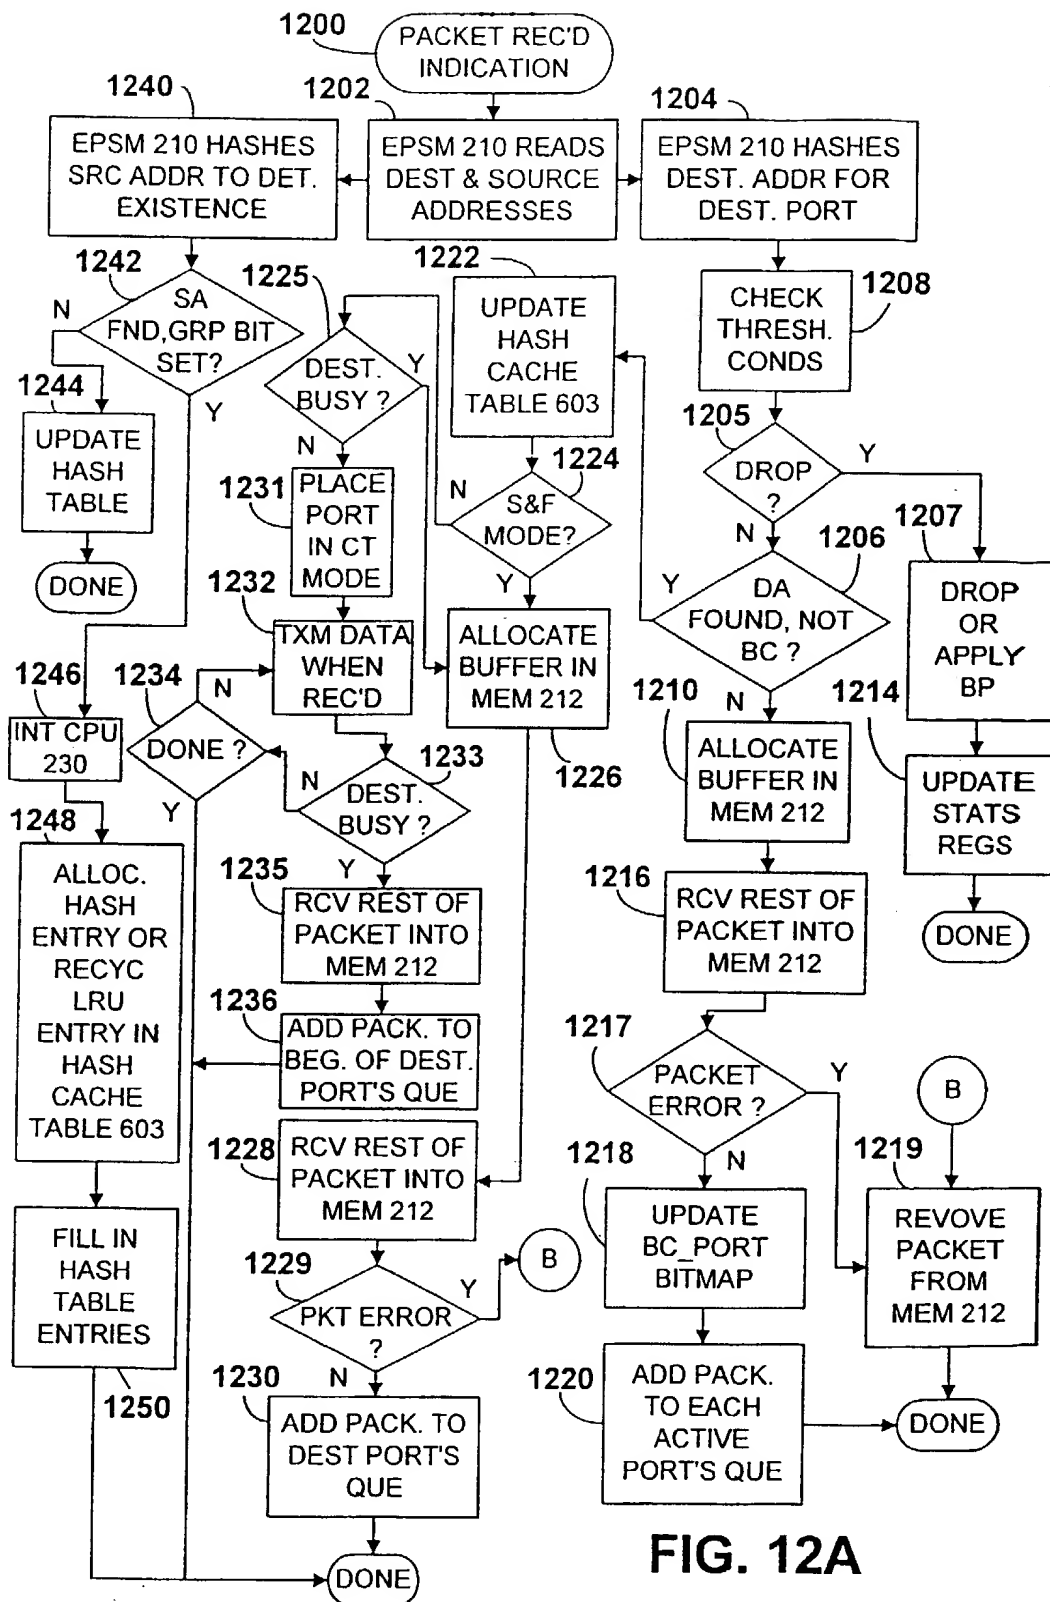 1200
PACKET REC'D
INDICATION
1240
1202
1204
EPSM 210 HASHES
SRC ADDR TO DET.
EXISTENCE
EPSM 210 READS
DEST & SOURCE
ADDRESSES
EPSM 210 HASHES
DEST. ADDR FOR
DEST. PORT
1242
SA
FND,GRP BIT
SET?
N
Y
1244
UPDATE
HASH
TABLE
DONE
1225
DEST.
BUSY ?
Y
N
1222
UPDATE
HASH
CACHE
TABLE 603
1224
S&F
MODE?
N
Y
1208
CHECK
THRESH.
CONDS
1205
DROP
?
Y
N
1206
DA
FOUND, NOT
BC ?
Y
N
1207
DROP
OR
APPLY
BP
1214
UPDATE
STATS
REGS
DONE
1231
PLACE
PORT
IN CT
MODE
1232
TXM DATA
WHEN
REC'D
ALLOCATE
BUFFER IN
MEM 212
1226
1210
ALLOCATE
BUFFER IN
MEM 212
1246
INT CPU
230
1234
N
DONE ?
Y
1233
DEST.
BUSY ?
N
Y
1248
ALLOC.
HASH
ENTRY OR
RECYC
LRU
ENTRY IN
HASH
CACHE
TABLE 603
1235
RCV REST OF
PACKET INTO
MEM 212
1236
ADD PACK. TO
BEG. OF DEST.
PORT'S QUE
1216
RCV REST OF
PACKET INTO
MEM 212
1217
PACKET
ERROR ?
Y
N
B
1228
RCV REST OF
PACKET INTO
MEM 212
1218
UPDATE
BC_PORT
BITMAP
1219
REVOVE
PACKET
FROM
MEM 212
FILL IN
HASH
TABLE
ENTRIES
1250
1229
PKT ERROR
?
Y
B
N
1230
ADD PACK. TO
DEST PORT'S
QUE
1220
ADD PACK.
TO EACH
ACTIVE
PORT'S QUE
DONE
DONE
FIG. 12A